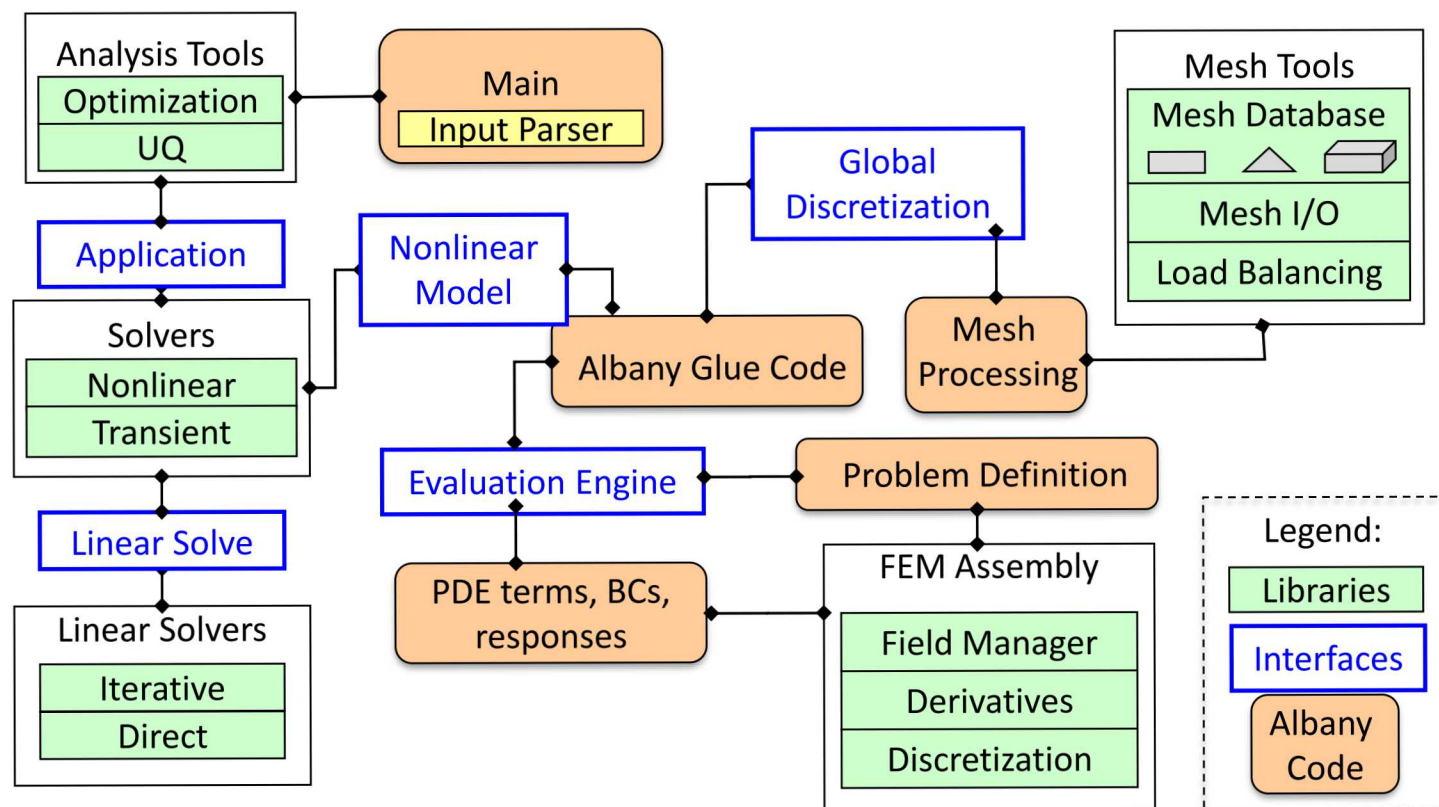 Analysis Tools
Optimization
UQ
Main
Input Parser
Global
Discretization
Mesh Tools
Mesh Database
Mesh I/O
Load Balancing
Application
Nonlinear
Model
Solvers
Nonlinear
Transient
Albany Glue Code
Mesh
Processing
Evaluation Engine
Problem Definition
Linear Solve
PDE terms, BCs,
responses
FEM Assembly
Field Manager
Derivatives
Discretization
Linear Solvers
Iterative
Direct
Legend:
Libraries
Interfaces
Albany
Code